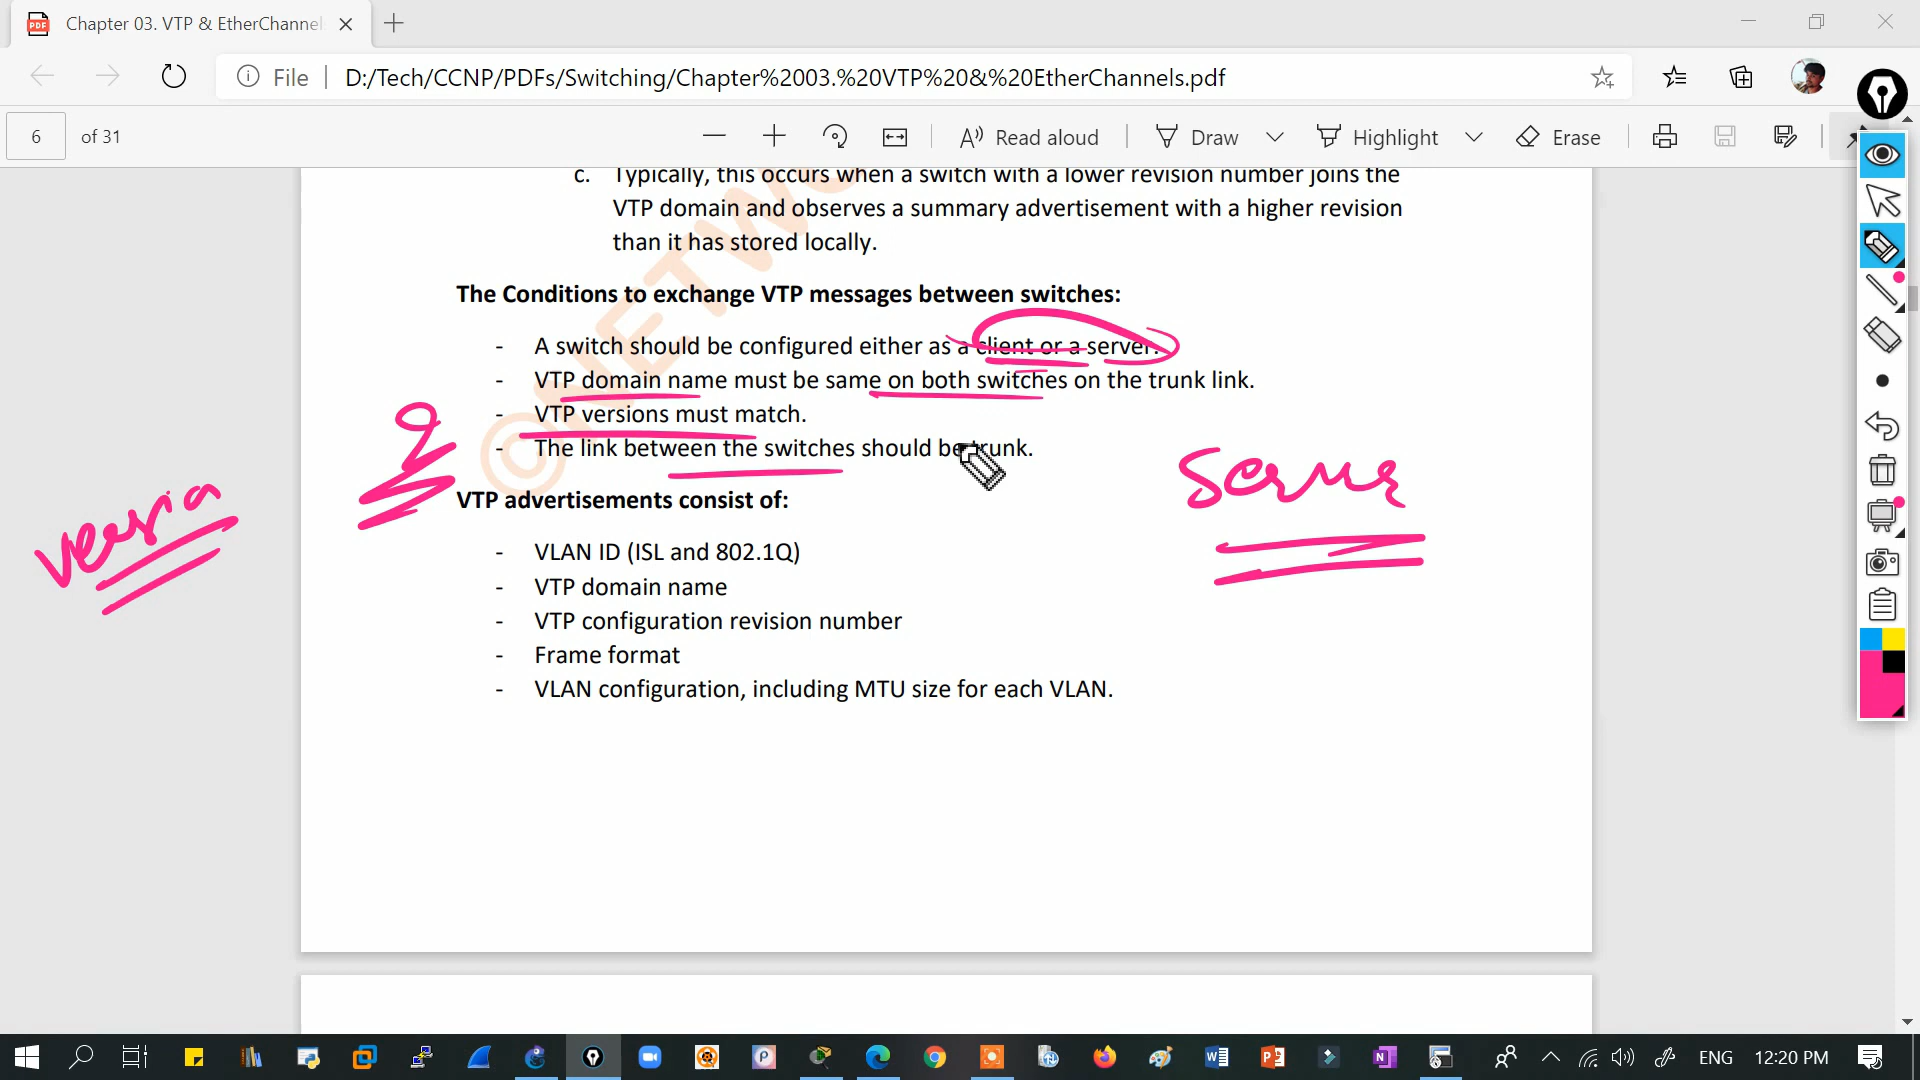 Chapter 03. VTP & EtherChannel
File
D:/Tech/CCNP/PDFs/Switching/Chapter%2003.%20VTP%20&%20EtherChannels.pdf
6 of 31
Read aloud
Draw
Highlight
Erase
c. Typically, this occurs when a switch with a lower revision number joins the
VTP domain and observes a summary advertisement with a higher revision
than it has stored locally.
The Conditions to exchange VTP messages between switches:
- A switch should be configured either as a client or a server.
- VTP domain name must be same on both switches on the trunk link.
- VTP versions must match.
- The link between the switches should be trunk.
VTP advertisements consist of:
- VLAN ID (ISL and 802.1Q)
- VTP domain name
- VTP configuration revision number
- Frame format
- VLAN configuration, including MTU size for each VLAN.
©NETW
2
ENG
12:20 PM